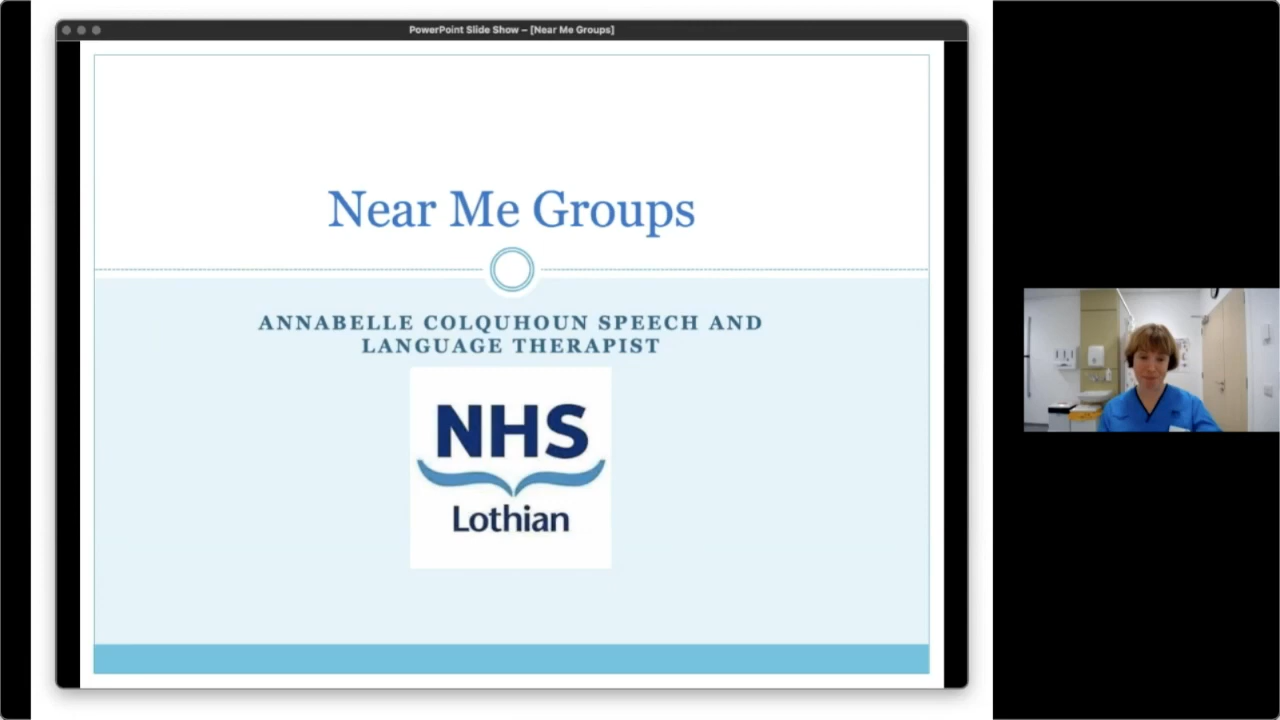 PowerPoint Slide Show – [Near Me Groups]
Near Me Groups
ANNABELLE COLQUHOUN SPEECH AND
LANGUAGE THERAPIST
NHS
Lothian